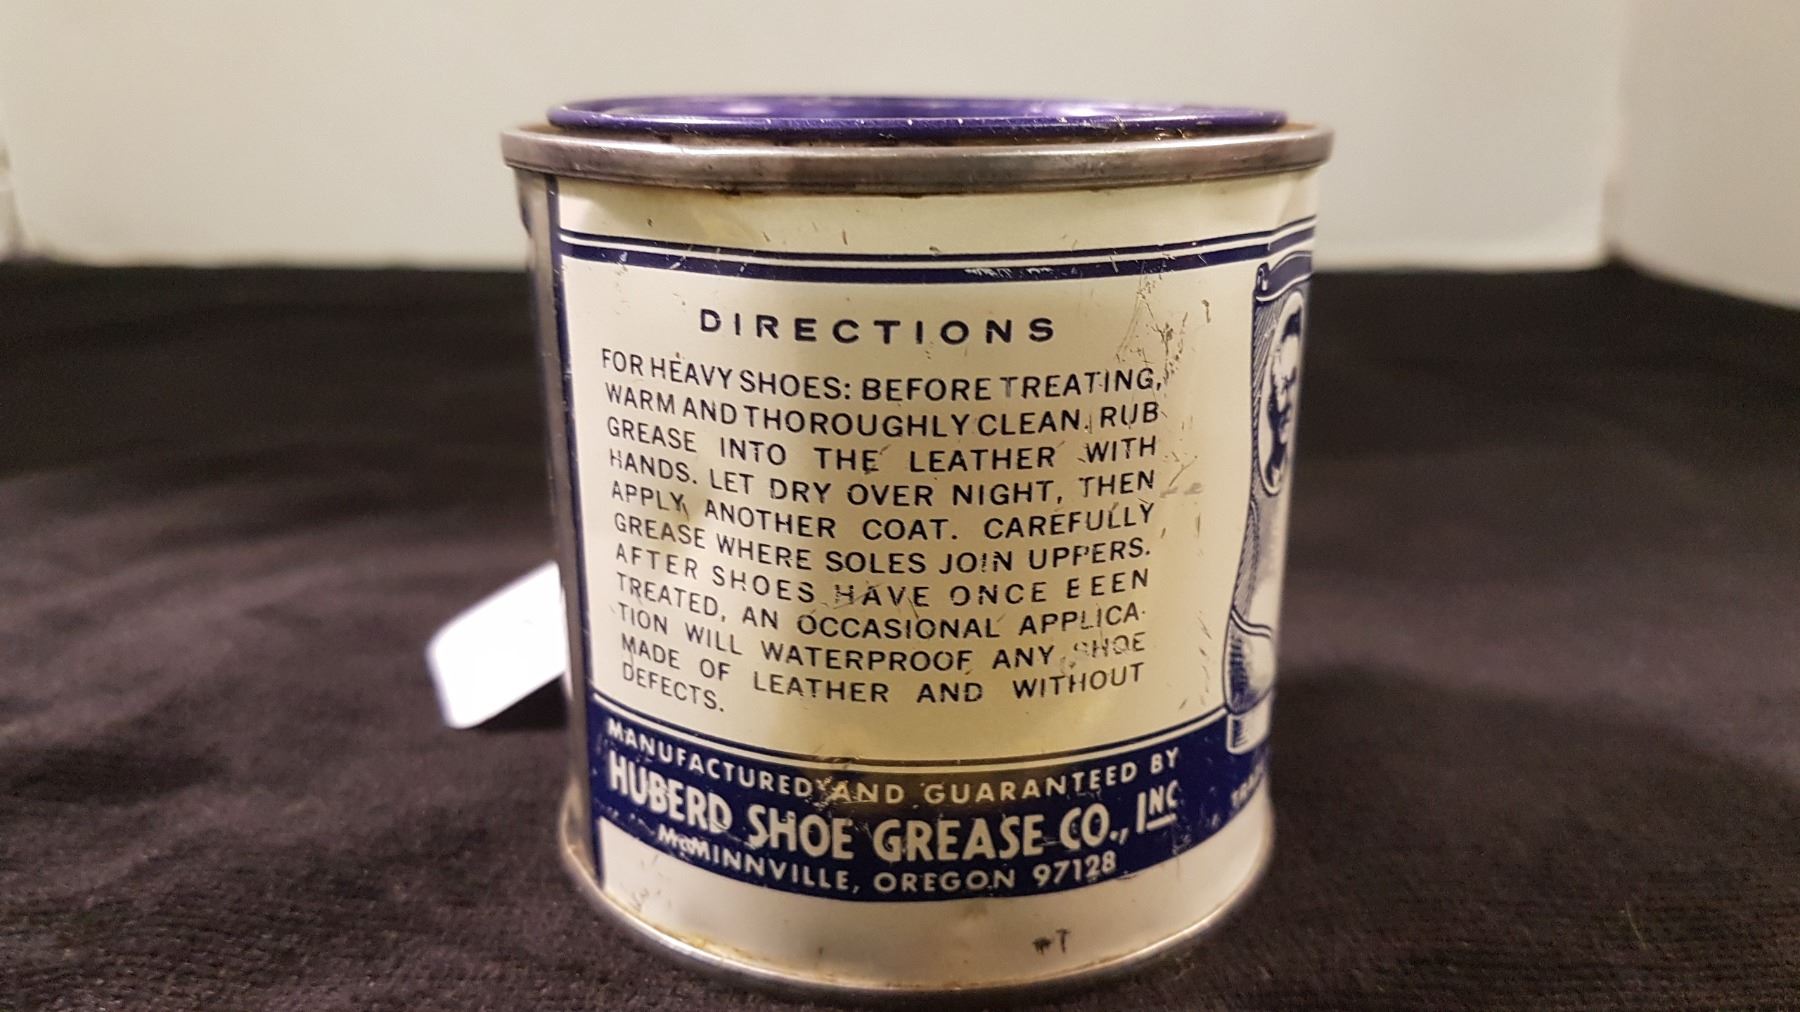 DIRECTIONS
FOR HEAVY SHOES: BEFORE TREATING,
WARM AND THOROUGHLY CLEAN. RUB
GREASE INTO THE LEATHER WITH
HANDS. LET DRY OVER NIGHT, THEN
APPLY ANOTHER COAT. CAREFULLY
GREASE WHERE SOLES JOIN UPPERS.
AFTER SHOES HAVE ONCE EEEN
TREATED, AN OCCASIONAL APPLICA-
TION WILL WATERPROOF ANY SHOE
MADE OF LEATHER AND WITHOUT
DEFECTS.
MANUFACTURED AND GUARANTEED BY
HUBERD SHOE GREASE CO., INC
McMINNVILLE, OREGON 97128